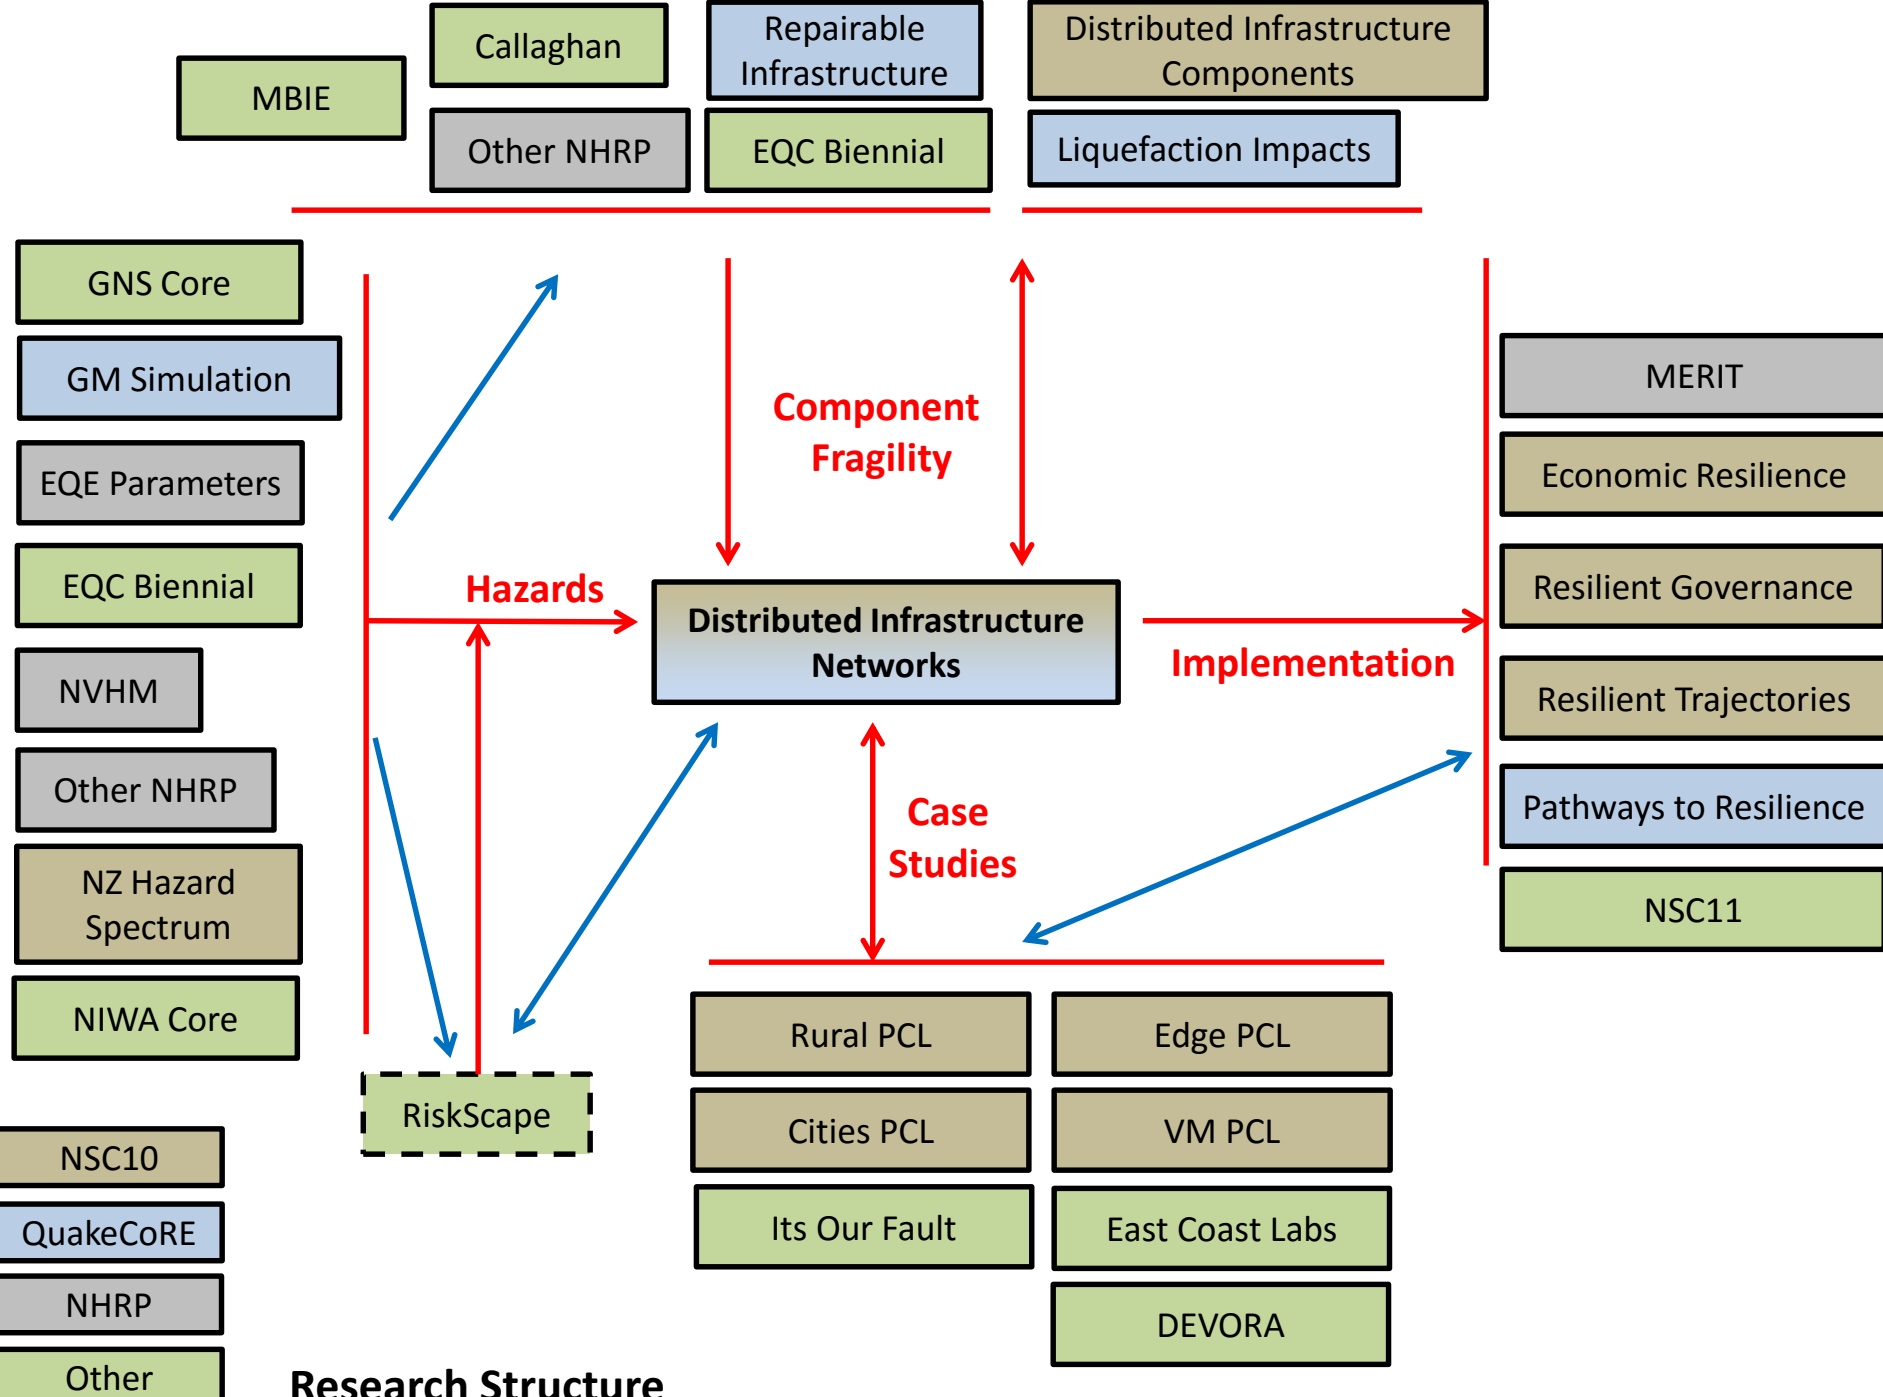 Callaghan
Repairable
Infrastructure
Distributed Infrastructure
Components
MBIE
Other NHRP
EQC Biennial
Liquefaction Impacts
GNS Core
GM Simulation
EQE Parameters
EQC Biennial
NVHM
Other NHRP
NZ Hazard
Spectrum
NIWA Core
Component
Fragility
Hazards
Distributed Infrastructure
Networks
Implementation
Case
Studies
MERIT
Economic Resilience
Resilient Governance
Resilient Trajectories
Pathways to Resilience
NSC11
RiskScape
Rural PCL
Edge PCL
Cities PCL
VM PCL
Its Our Fault
East Coast Labs
DEVORA
NSC10
QuakeCoRE
NHRP
Other
Research Structure